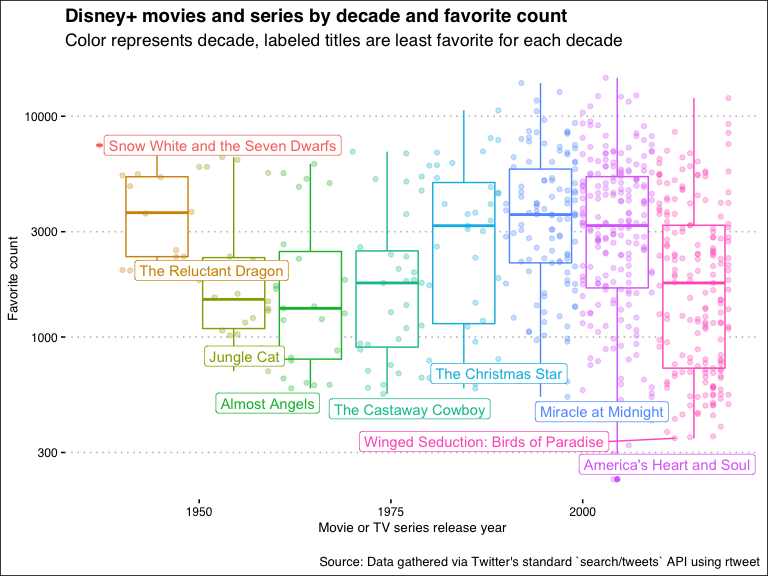 Disney+ movies and series by decade and favorite count
Color represents decade, labeled titles are least favorite for each decade
10000
Snow White and the Seven Dwarfs
3000
The Reluctant Dragon
1000
Jungle Cat
The Christmas Star
Almost Angels
The Castaway Cowboy
Miracle at Midnight
Winged Seduction: Birds of Paradise
300
America's Heart and Soul
Favorite count
1950
1975
2000
Movie or TV series release year
Source: Data gathered via Twitter's standard `search/tweets` API using rtweet